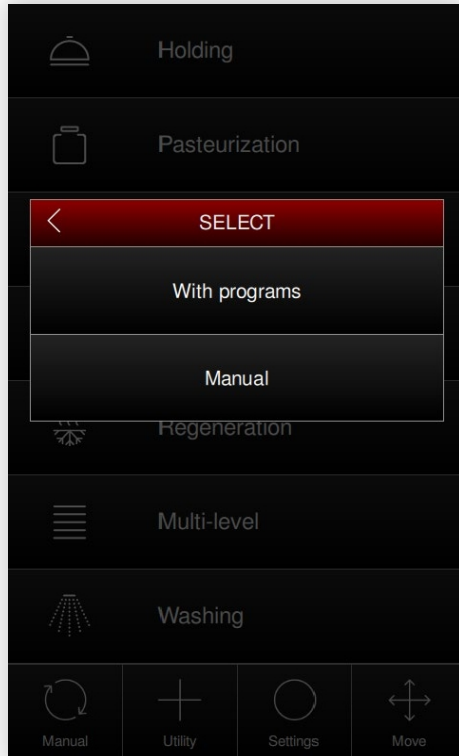 Holding
Pasteurization
SELECT
With programs
Manual
Regeneration
Multi-level
Washing
Manual
Utility
Settings
Move